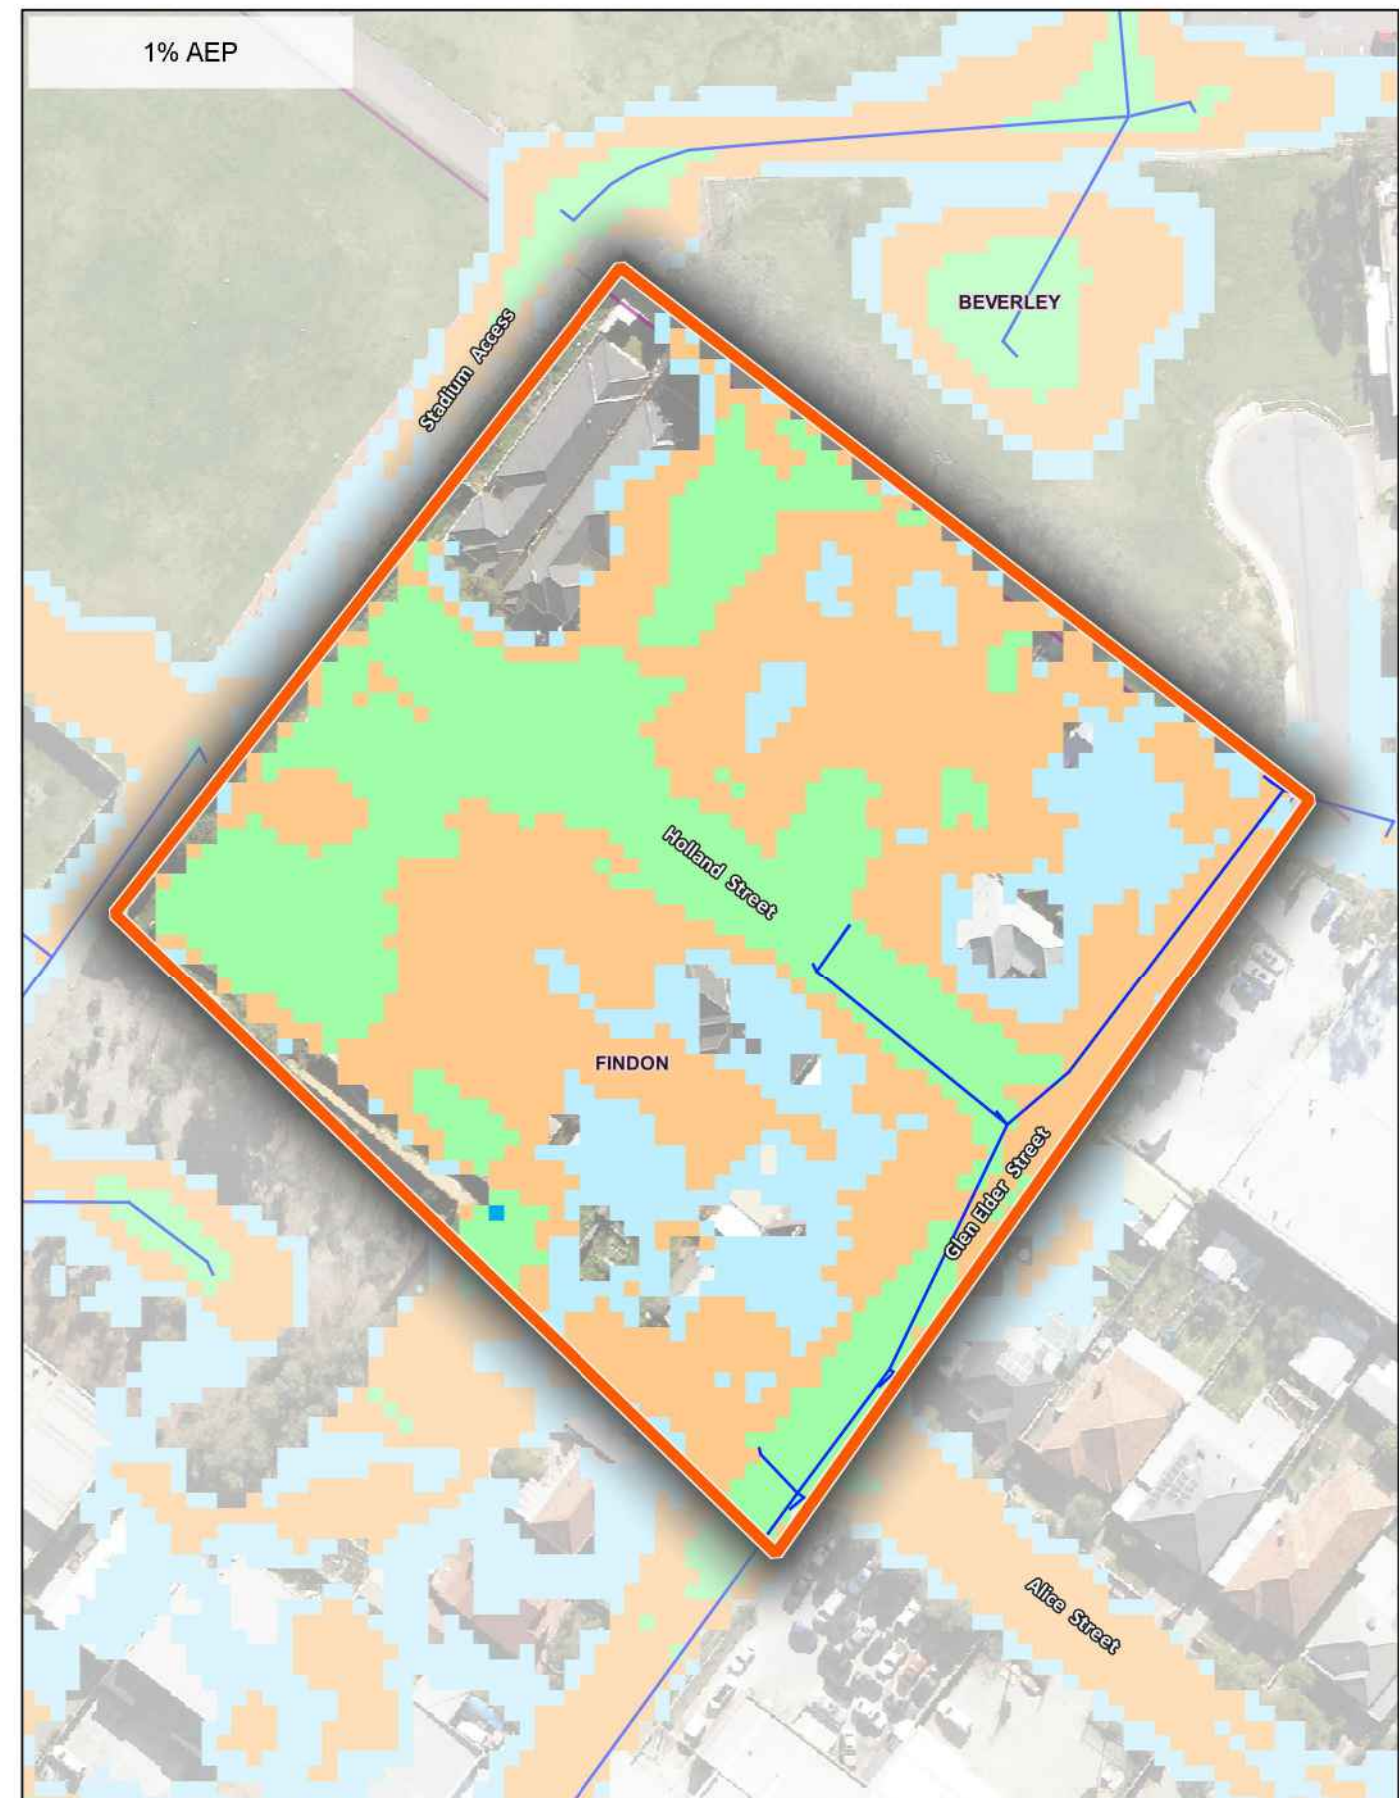 1% AEP
BEVERLEY
Stadium Access
Holland Street
FINDON
Glen Elder Street
Alice Street